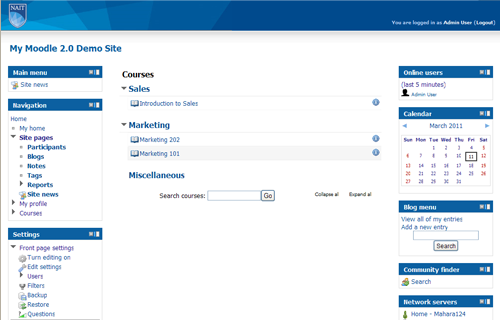 NAIT
You are logged in as Admin User (Logout)
My Moodle 2.0 Demo Site
Main menu
Site news
Navigation
Home
My home
Site pages
Participants
Blogs
Notes
Tags
Reports
Site news
My profile
Courses
Settings
Front page settings
Turn editing on
Edit settings
Users
Filters
Backup
Restore
Questions
Courses
Sales
Introduction to Sales
Marketing
Marketing 202
Marketing 101
Miscellaneous
Search courses: Go
Collapse all Expand all
Online users
(last 5 minutes)
Admin User
Calendar
March 2011
Sun Mon Tue Wed Thu Fri Sat
1 2 3 4 5
6 7 8 9 10 11 12
13 14 15 16 17 18 19
20 21 22 23 24 25 26
27 28 29 30 31
Blog menu
View all of my entries
Add a new entry
Search
Community finder
Search
Network servers
Home - Mahara124